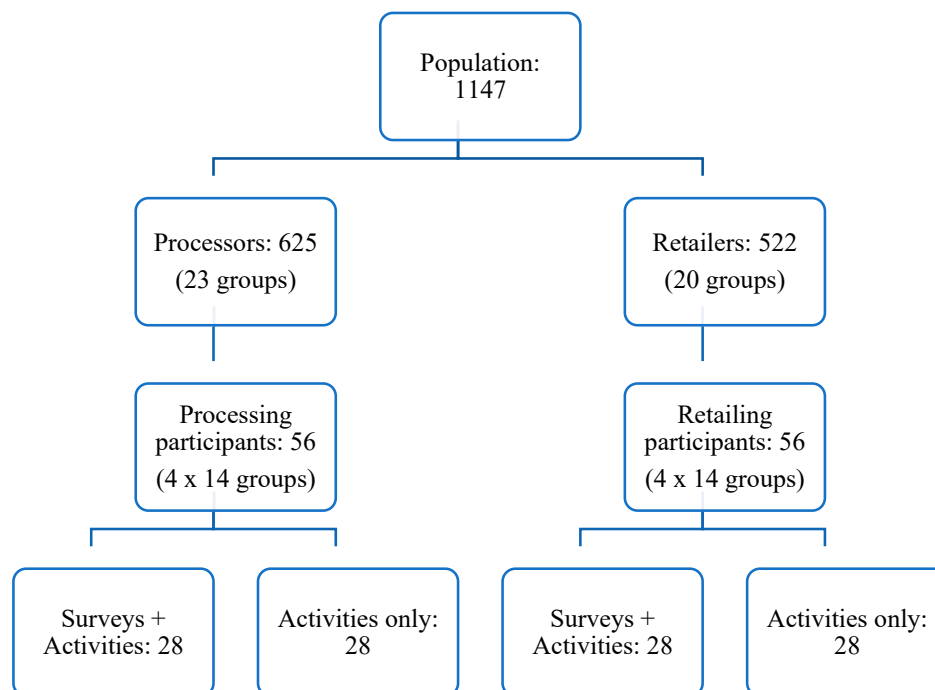 Population:
1147
Processors: 625
(23 groups)
Retailers: 522
(20 groups)
Processing
participants: 56
(4 x 14 groups)
Retailing
participants: 56
(4 x 14 groups)
Surveys +
Activities: 28
Activities only:
28
Surveys +
Activities: 28
Activities only:
28